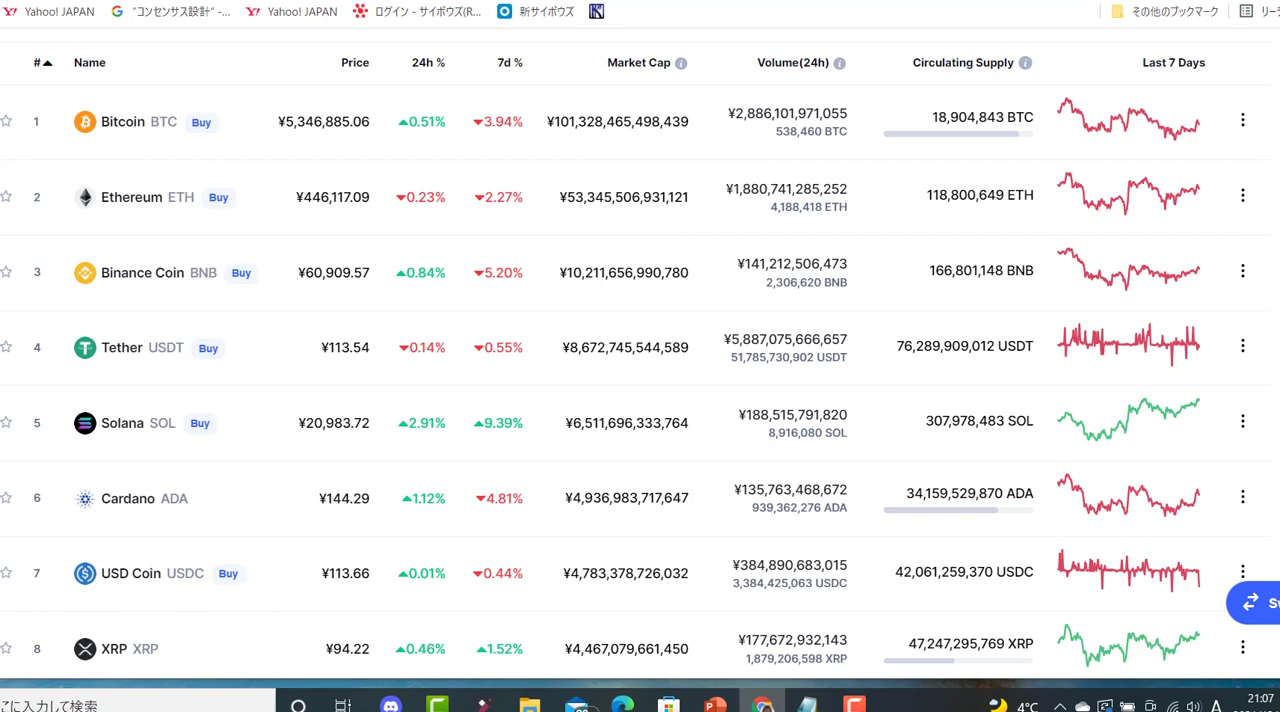 Yahoo! JAPAN "コンセンサス設計" -... Yahoo! JAPAN ログイン - サイボウズ(R... 新サイボウズ その他のブックマーク リー
# Name Price 24h % 7d % Market Cap Volume(24h) Circulating Supply Last 7 Days
1 Bitcoin BTC Buy ¥5,346,885.06 0.51% 3.94% ¥101,328,465,498,439 ¥2,886,101,971,055 18,904,843 BTC
538,460 BTC
2 Ethereum ETH Buy ¥446,117.09 0.23% 2.27% ¥53,345,506,931,121 ¥1,880,741,285,252 118,800,649 ETH
4,188,418 ETH
3 Binance Coin BNB Buy ¥60,909.57 0.84% 5.20% ¥10,211,656,990,780 ¥141,212,506,473 166,801,148 BNB
2,306,620 BNB
4 Tether USDT Buy ¥113.54 0.14% 0.55% ¥8,672,745,544,589 ¥5,887,075,666,657 76,289,909,012 USDT
51,785,730,902 USDT
5 Solana SOL Buy ¥20,983.72 2.91% 9.39% ¥6,511,696,333,764 ¥188,515,791,820 307,978,483 SOL
8,916,080 SOL
6 Cardano ADA ¥144.29 1.12% 4.81% ¥4,936,983,717,647 ¥135,763,468,672 34,159,529,870 ADA
939,362,276 ADA
7 USD Coin USDC Buy ¥113.66 0.01% 0.44% ¥4,783,378,726,032 ¥384,890,683,015 42,061,259,370 USDC
3,384,425,063 USDC
8 XRP XRP ¥94.22 0.46% 1.52% ¥4,467,079,661,450 ¥177,672,932,143 47,247,295,769 XRP
1,879,206,598 XRP
こに入力して検索 4°C A 21:07